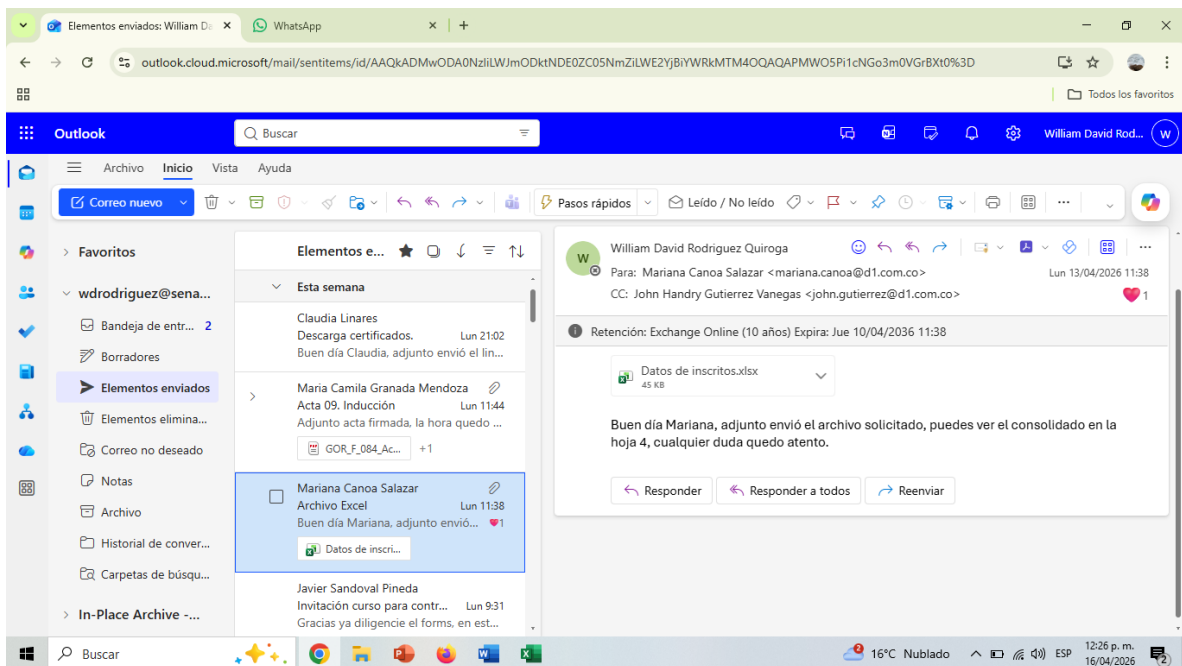 Elementos enviados: William Da
WhatsApp
outlook.cloud.microsoft/mail/sentitems/id/AAQkADMwODA0NzliLWJmODktNDE0ZC05NmZiLWE2YjBiYWRkMTM4OQAQAPMWO5Pi1cNGo3m0VGrBXt0%3D
Todos los favoritos
Outlook
Buscar
William David Rod...
W
Archivo Inicio Vista Ayuda
Correo nuevo
Pasos rápidos
Leído / No leído
Favoritos
wdrodriguez@sena...
Bandeja de entr... 2
Borradores
Elementos enviados
Elementos elimina...
Correo no deseado
Notas
Archivo
Historial de conver...
Carpetas de búsqu...
In-Place Archive -...
Elementos e...
Esta semana
Claudia Linares
Descarga certificados. Lun 21:02
Buen día Claudia, adjunto envió el lin...
Maria Camila Granada Mendoza
Acta 09. Inducción Lun 11:44
Adjunto acta firmada, la hora quedo ...
GOR_F_084_Ac... +1
Mariana Canoa Salazar
Archivo Excel Lun 11:38
Buen día Mariana, adjunto envió... 1
Datos de inscri...
Javier Sandoval Pineda
Invitación curso para contr... Lun 9:31
Gracias ya diligencie el forms, en est...
W
William David Rodriguez Quiroga
Para: Mariana Canoa Salazar <mariana.canoa@d1.com.co>
Lun 13/04/2026 11:38
CC: John Handry Gutierrez Vanegas <john.gutierrez@d1.com.co>
1
Retención: Exchange Online (10 años) Expira: Jue 10/04/2036 11:38
Datos de inscritos.xlsx
45 KB
Buen día Mariana, adjunto envió el archivo solicitado, puedes ver el consolidado en la
hoja 4, cualquier duda quedo atento.
Responder
Responder a todos
Reenviar
Buscar
16°C Nublado
ESP
12:26 p. m.
16/04/2026
2